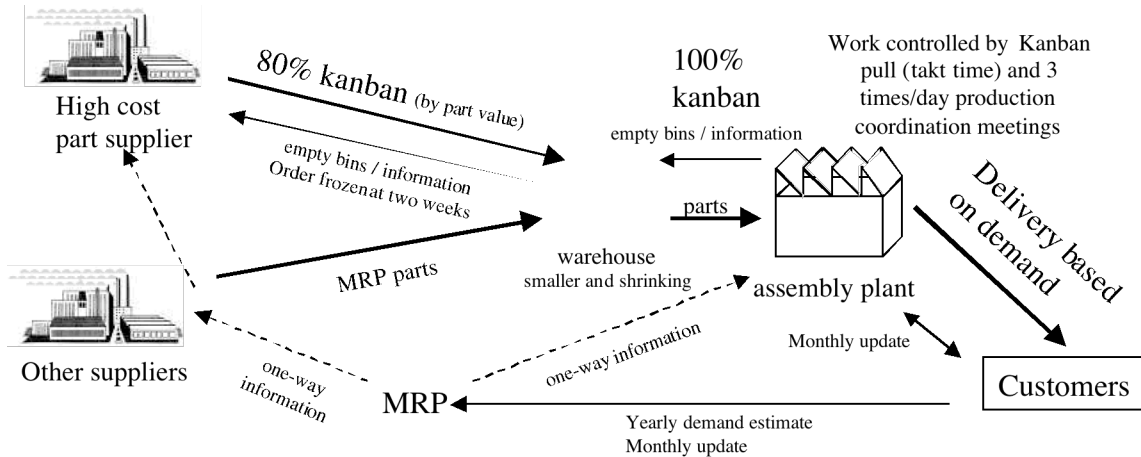 High cost
part supplier
80% kanban (by part value)
empty bins / information
Order frozen at two weeks
100%
kanban
empty bins / information
Work controlled by Kanban
pull (takt time) and 3
times/day production
coordination meetings
parts
Delivery based
on demand
MRP parts
warehouse
smaller and shrinking
assembly plant
Monthly update
Other suppliers
one-way
information
MRP
one-way information
Customers
Yearly demand estimate
Monthly update